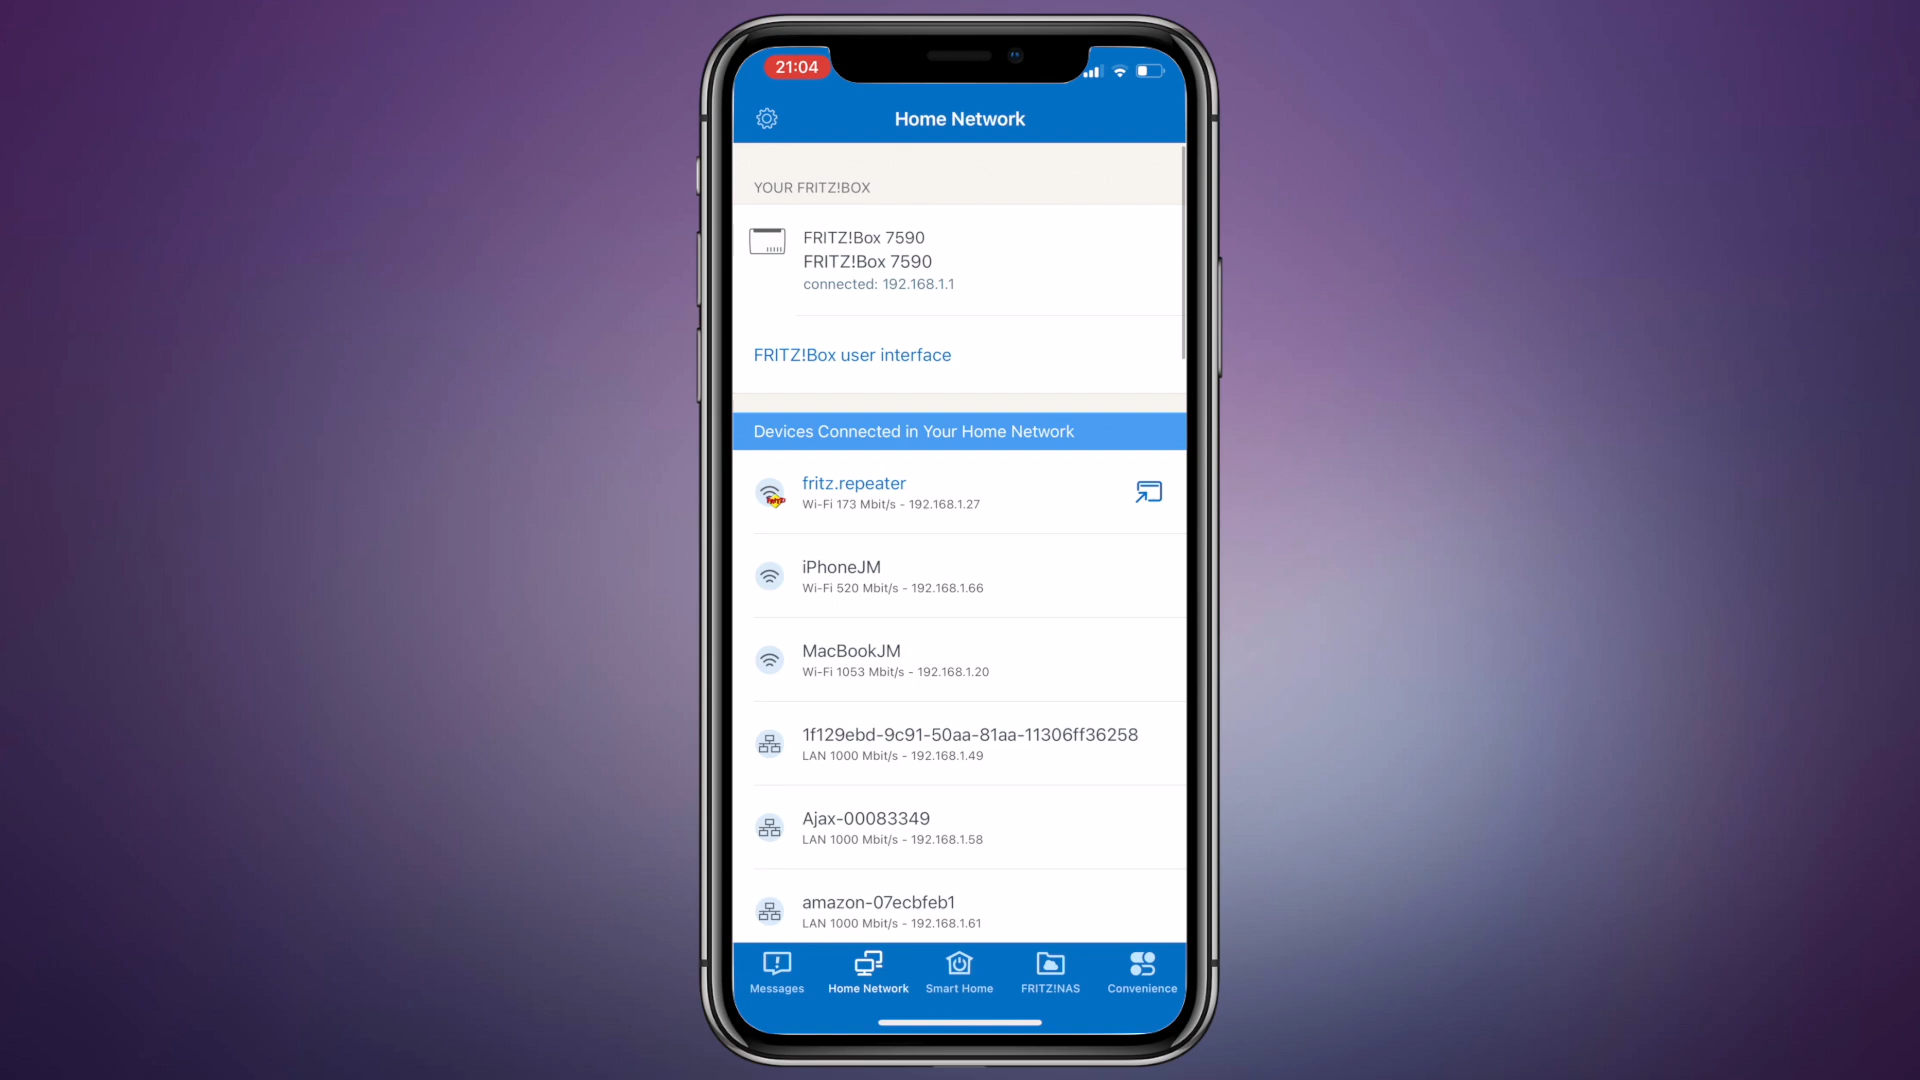 21:04
Home Network
YOUR FRITZ!BOX
FRITZ!Box 7590
FRITZ!Box 7590
connected: 192.168.1.1
FRITZ!Box user interface
Devices Connected in Your Home Network
fritz.repeater
Wi-Fi 173 Mbit/s - 192.168.1.27
FRITZ!
iPhoneJM
Wi-Fi 520 Mbit/s - 192.168.1.66
MacBookJM
Wi-Fi 1053 Mbit/s - 192.168.1.20
1f129ebd-9c91-50aa-81aa-11306ff36258
LAN 1000 Mbit/s - 192.168.1.49
Ajax-00083349
LAN 1000 Mbit/s - 192.168.1.58
amazon-07ecbfeb1
LAN 1000 Mbit/s - 192.168.1.61
Messages Home Network Smart Home FRITZ!NAS Convenience